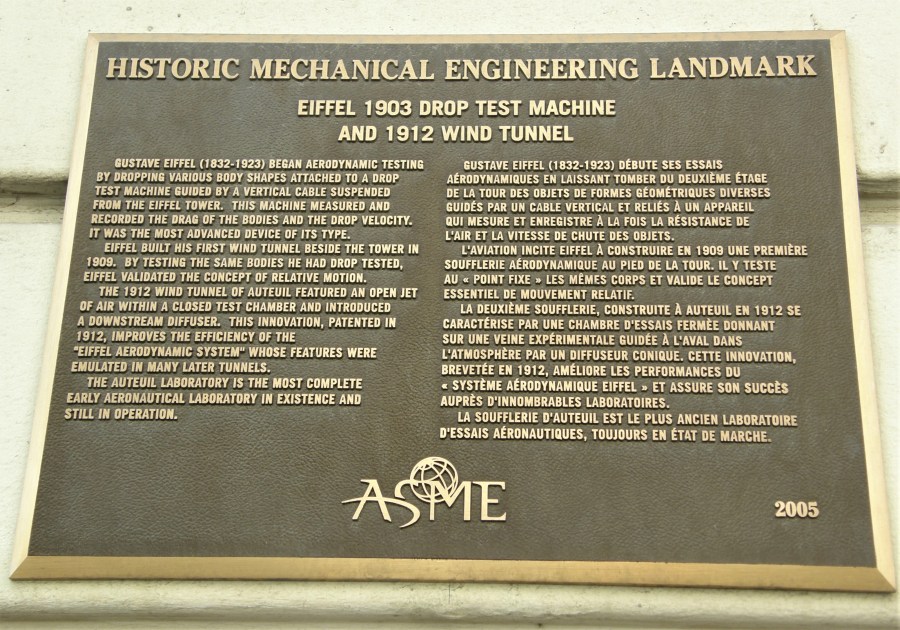 HISTORIC MECHANICAL ENGINEERING LANDMARK
EIFFEL 1903 DROP TEST MACHINE
AND 1912 WIND TUNNEL
GUSTAVE EIFFEL (1832-1923) BEGAN AERODYNAMIC TESTING
BY DROPPING VARIOUS BODY SHAPES ATTACHED TO A DROP
TEST MACHINE GUIDED BY A VERTICAL CABLE SUSPENDED
FROM THE EIFFEL TOWER. THIS MACHINE MEASURED AND
RECORDED THE DRAG OF THE BODIES AND THE DROP VELOCITY.
IT WAS THE MOST ADVANCED DEVICE OF ITS TYPE.
EIFFEL BUILT HIS FIRST WIND TUNNEL BESIDE THE TOWER IN
1909. BY TESTING THE SAME BODIES HE HAD DROP TESTED,
EIFFEL VALIDATED THE CONCEPT OF RELATIVE MOTION.
THE 1912 WIND TUNNEL OF AUTEUIL FEATURED AN OPEN JET
OF AIR WITHIN A CLOSED TEST CHAMBER AND INTRODUCED
A DOWNSTREAM DIFFUSER. THIS INNOVATION, PATENTED IN
1912, IMPROVES THE EFFICIENCY OF THE
"EIFFEL AERODYNAMIC SYSTEM" WHOSE FEATURES WERE
EMULATED IN MANY LATER TUNNELS.
THE AUTEUIL LABORATORY IS THE MOST COMPLETE
EARLY AERONAUTICAL LABORATORY IN EXISTENCE AND
STILL IN OPERATION.
GUSTAVE EIFFEL (1832-1923) DÉBUTE SES ESSAIS
AÉRODYNAMIQUES EN LAISSANT TOMBER DU DEUXIÈME ÉTAGE
DE LA TOUR DES OBJETS DE FORMES GÉOMÉTRIQUES DIVERSES
GUIDÉS PAR UN CABLE VERTICAL ET RELIÉS À UN APPAREIL
QUI MESURE ET ENREGISTRE À LA FOIS LA RÉSISTANCE DE
L'AIR ET LA VITESSE DE CHUTE DES OBJETS.
L'AVIATION INCITE EIFFEL À CONSTRUIRE EN 1909 UNE PREMIÈRE
SOUFFLERIE AÉRODYNAMIQUE AU PIED DE LA TOUR. IL Y TESTE
AU « POINT FIXE » LES MÊMES CORPS ET VALIDE LE CONCEPT
ESSENTIEL DE MOUVEMENT RELATIF.
LA DEUXIÈME SOUFFLERIE, CONSTRUITE À AUTEUIL EN 1912 SE
CARACTÉRISE PAR UNE CHAMBRE D'ESSAIS FERMÈE DONNANT
SUR UNE VEINE EXPÉRIMENTALE GUIDÉE À L'AVAL DANS
L'ATMOSPHÈRE PAR UN DIFFUSEUR CONIQUE. CETTE INNOVATION,
BREVETÉE EN 1912, AMÉLIORE LES PERFORMANCES DU
« SYSTÈME AÉRODYNAMIQUE EIFFEL » ET ASSURE SON SUCCÈS
AUPRÈS D'INNOMBRABLES LABORATOIRES.
LA SOUFFLERIE D'AUTEUIL EST LE PLUS ANCIEN LABORATOIRE
D'ESSAIS AÉRONAUTIQUES, TOUJOURS EN ÉTAT DE MARCHE.
ASME
2005